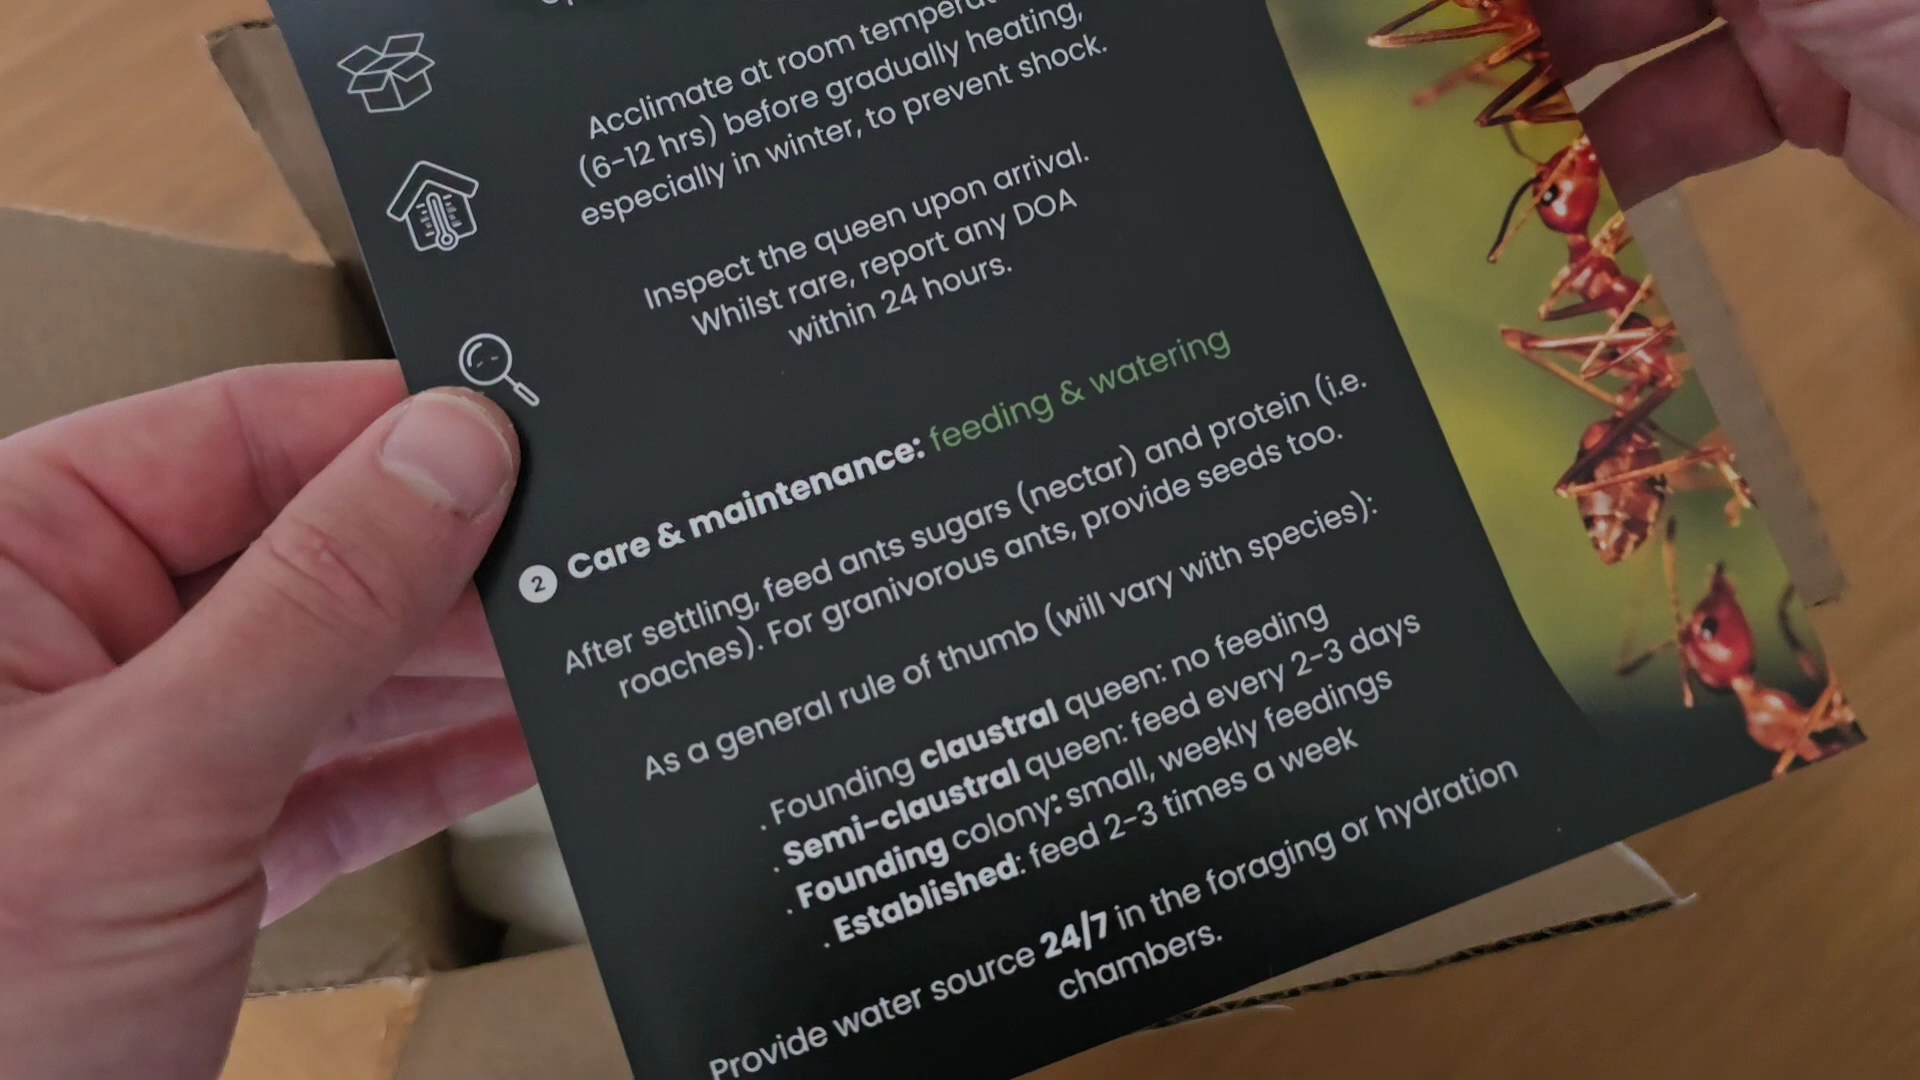 Acclimate at room
(6-12 hrs) before gradually heating,
especially in winter, to prevent shock.
Inspect the queen upon arrival.
Whilst rare, report any DOA
within 24 hours.
2 Care & maintenance: feeding & watering
After settling, feed ants sugars (nectar) and protein (i.e.
roaches). For granivorous ants, provide seeds too.
As a general rule of thumb (will vary with species):
. Founding claustral queen: no feeding
. Semi-claustral queen: feed every 2-3 days
. Founding colony: small, weekly feedings
. Established: feed 2-3 times a week
Provide water source 24/7 in the foraging or hydration
chambers.